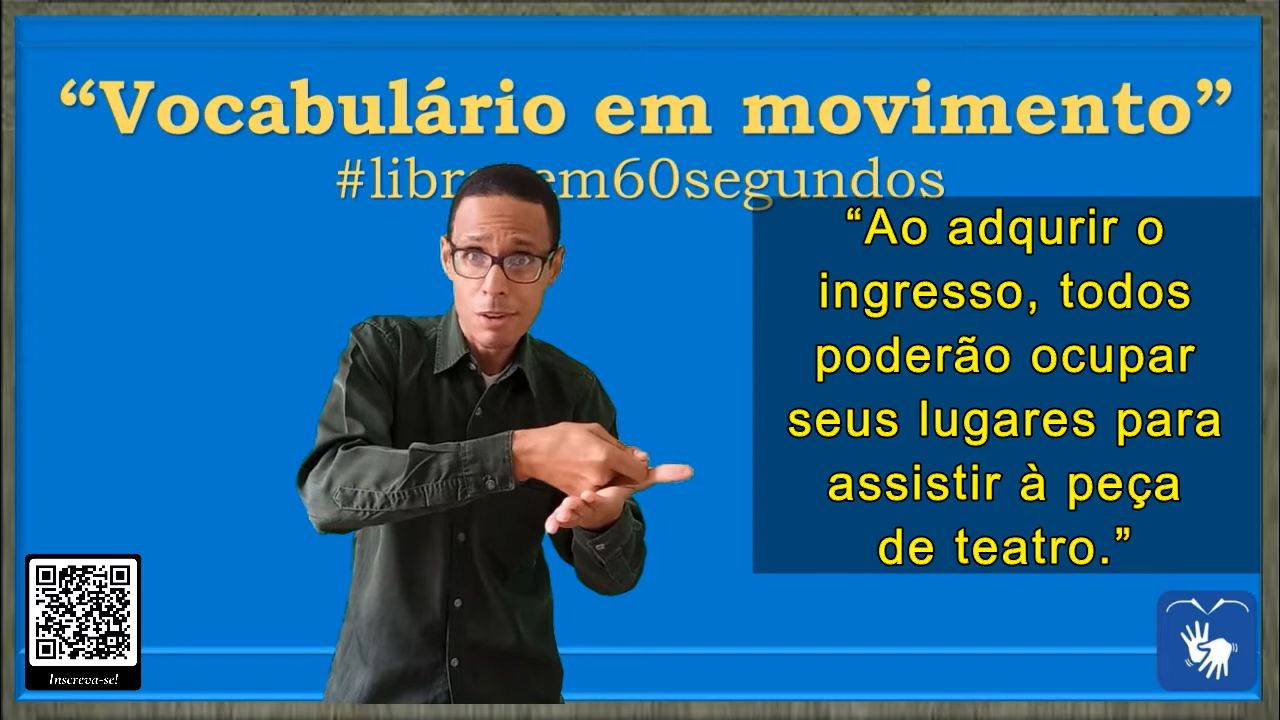 “Vocabulário em movimento”
#libr em60segundos
“Ao adqurir o
ingresso, todos
poderão ocupar
seus lugares para
assistir à peça
de teatro.”
Inscreva-se!